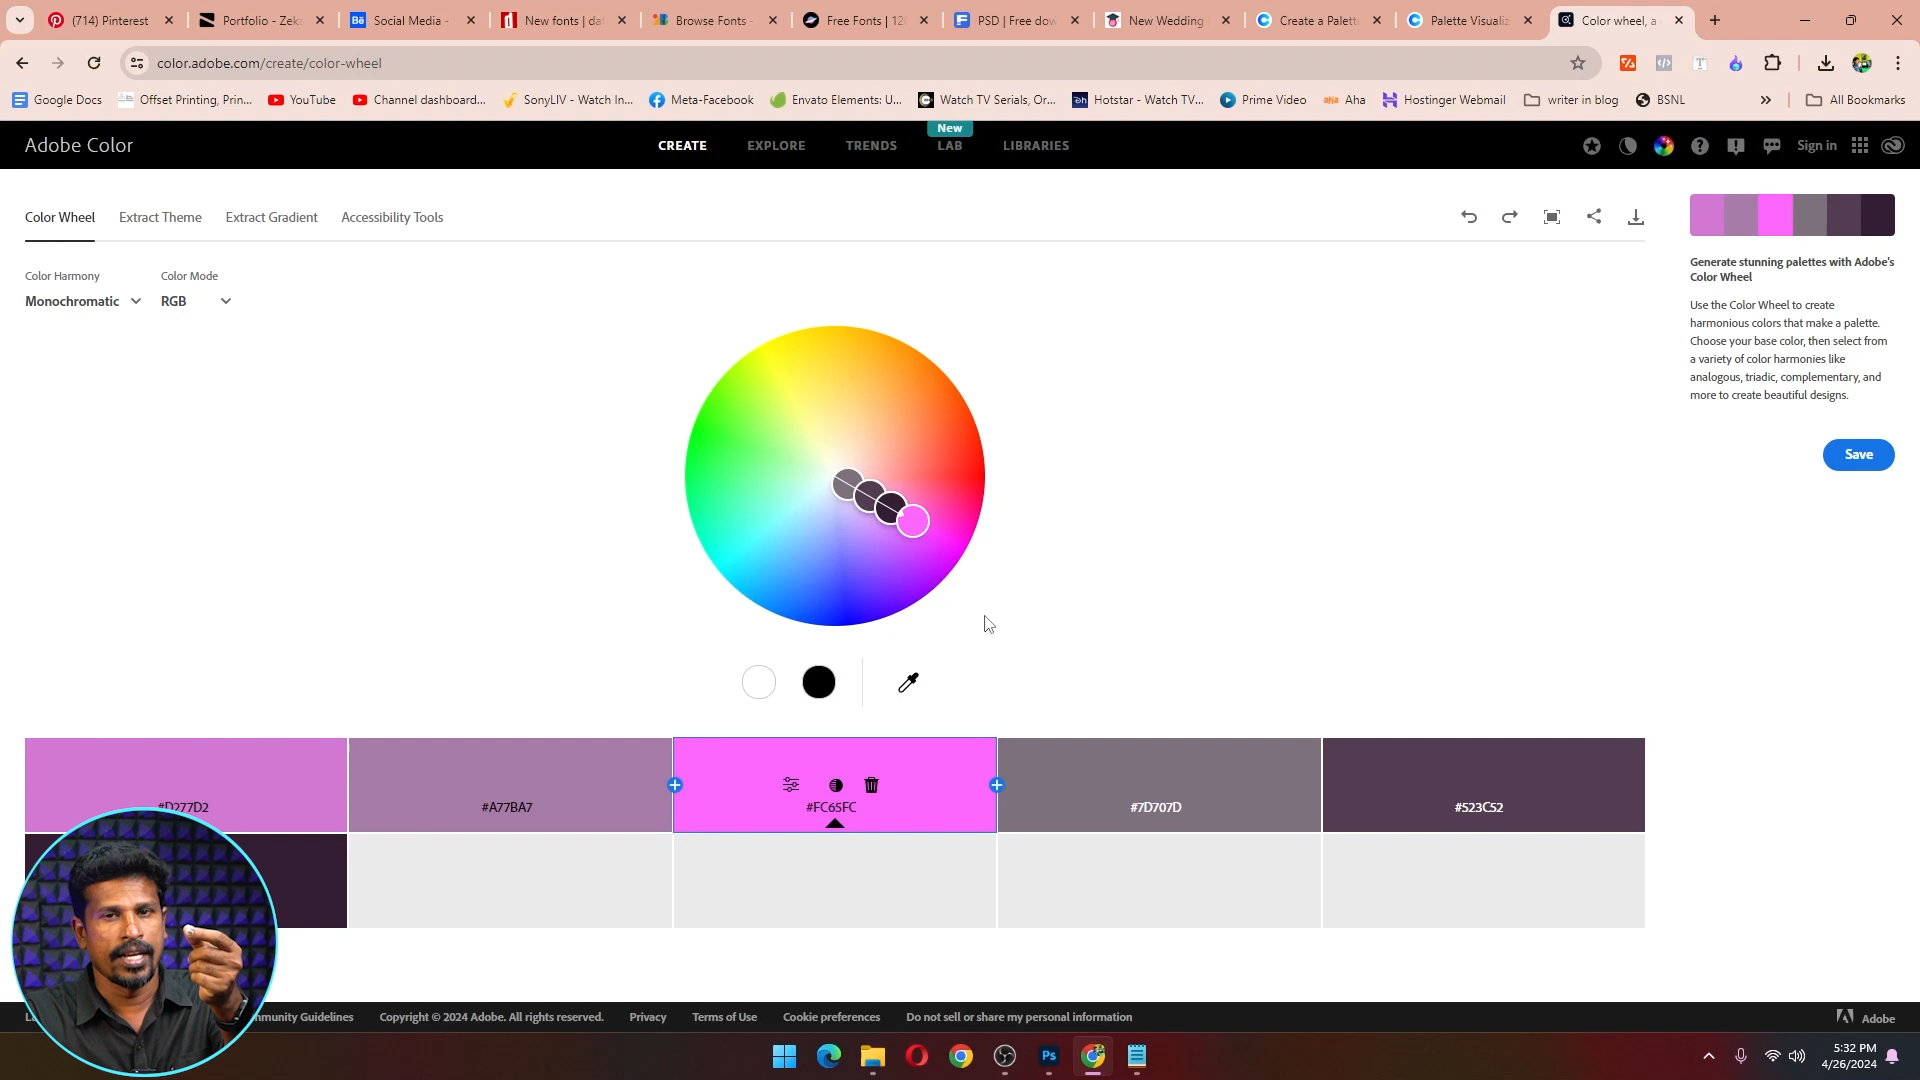 (714) Pinterest
Portfolio - Zeka
Social Media -
New fonts | daf
Browse Fonts -
Free Fonts | 12
PSD | Free dow
New Wedding
Create a Palett
Palette Visualiz
Color wheel, a
color.adobe.com/create/color-wheel
Google Docs
Offset Printing, Prin...
YouTube
Channel dashboard...
SonyLIV - Watch In...
Meta-Facebook
Envato Elements: U...
Watch TV Serials, Or...
Hotstar - Watch TV...
Prime Video
Aha
Hostinger Webmail
writer in blog
BSNL
All Bookmarks
Adobe Color
CREATE
EXPLORE
TRENDS
New
LAB
LIBRARIES
Sign in
Color Wheel
Extract Theme
Extract Gradient
Accessibility Tools
Color Harmony
Monochromatic
Color Mode
RGB
Generate stunning palettes with Adobe's
Color Wheel
Use the Color Wheel to create
harmonious colors that make a palette.
Choose your base color, then select from
a variety of color harmonies like
analogous, triadic, complementary, and
more to create beautiful designs.
Save
#D277D2
#A77BA7
#FC65FC
#7D707D
#523C52
mmunity Guidelines
Copyright © 2024 Adobe. All rights reserved.
Privacy
Terms of Use
Cookie preferences
Do not sell or share my personal information
Adobe
Ps
5:32 PM
4/26/2024